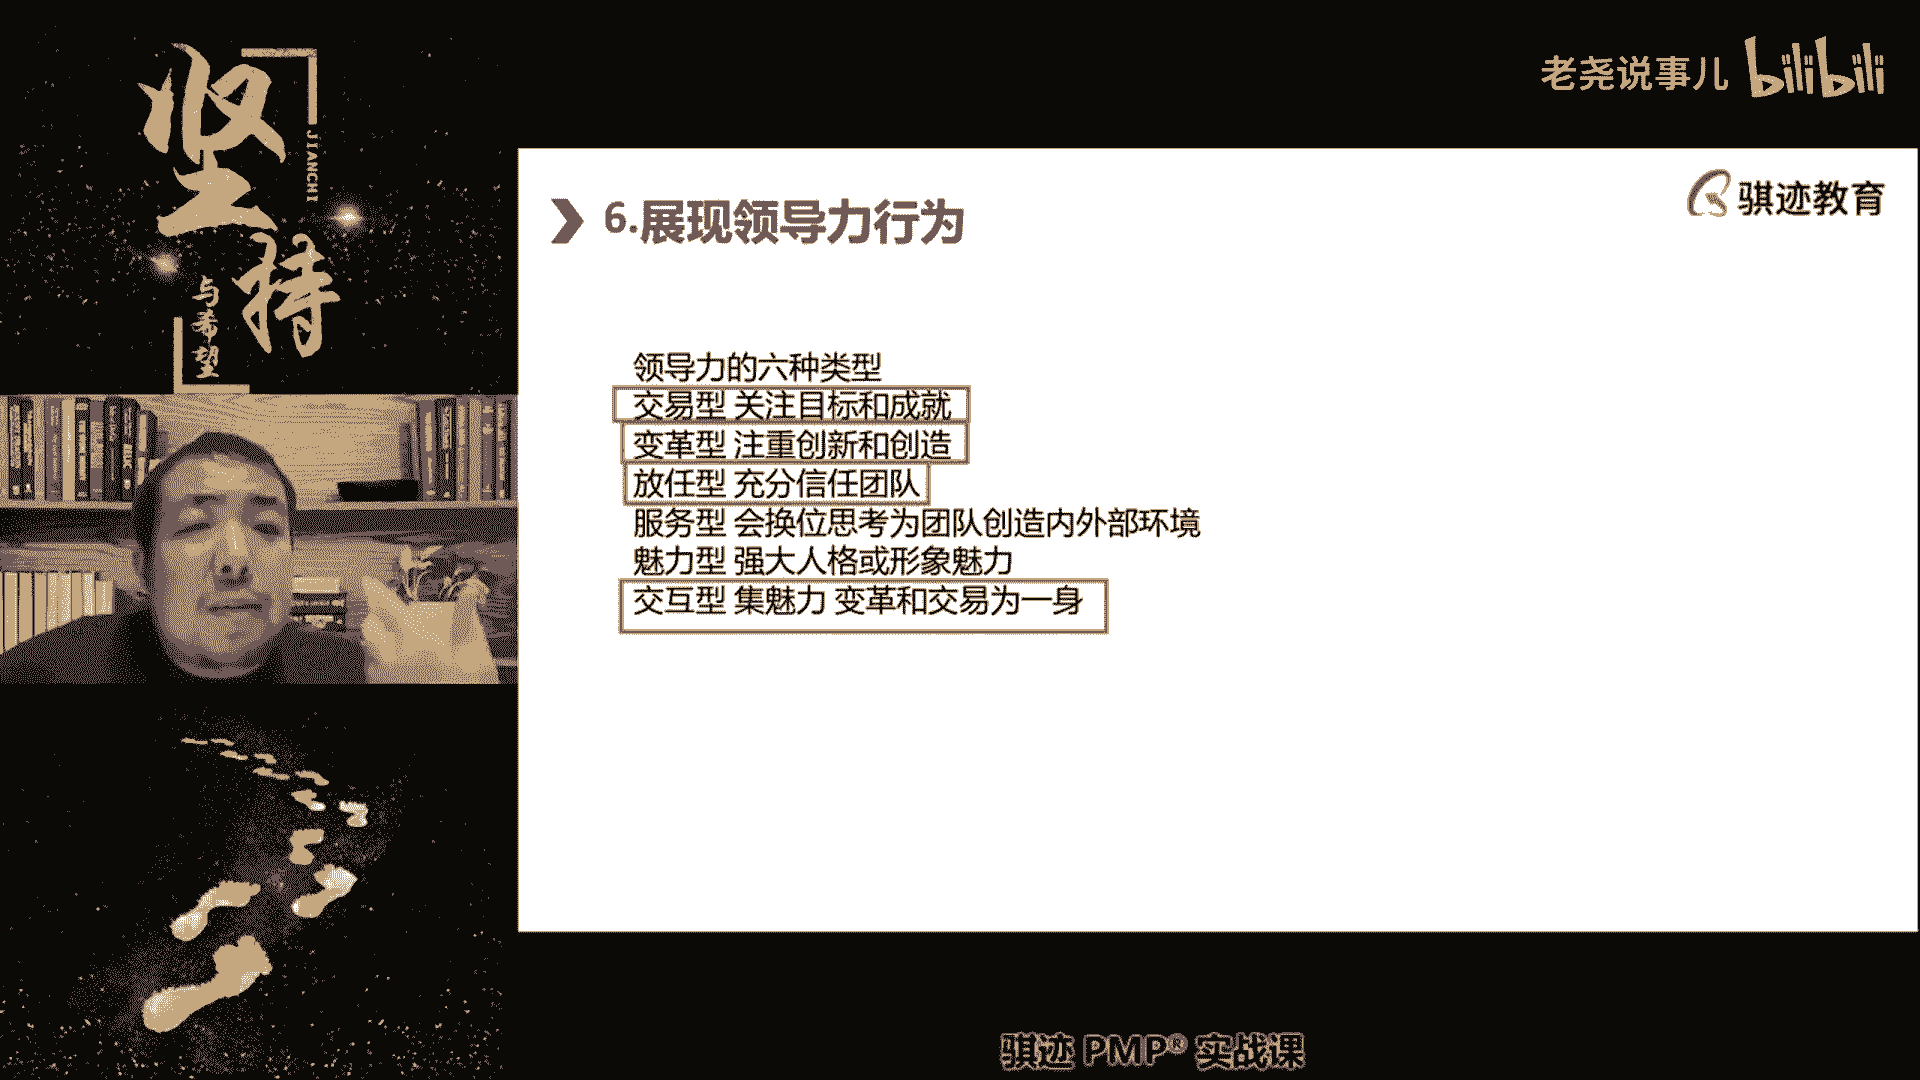 坚持
JIANCHI
与希望
老尧说事儿 bilibili
骐迹教育
6.展现领导力行为
领导力的六种类型
交易型 关注目标和成就
变革型 注重创新和创造
放任型 充分信任团队
服务型 会换位思考为团队创造内外部环境
魅力型 强大人格或形象魅力
交互型 集魅力 变革和交易为一身
骐迹 PMP® 实战课